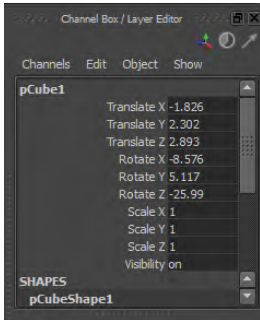 Channel Box / Layer Editor
Channels Edit Object Show
pCube1
Translate X -1.826
Translate Y 2.302
Translate Z 2.893
Rotate X -8.576
Rotate Y 5.117
Rotate Z -25.99
Scale X 1
Scale Y 1
Scale Z 1
Visibility on
SHAPES
pCubeShape1